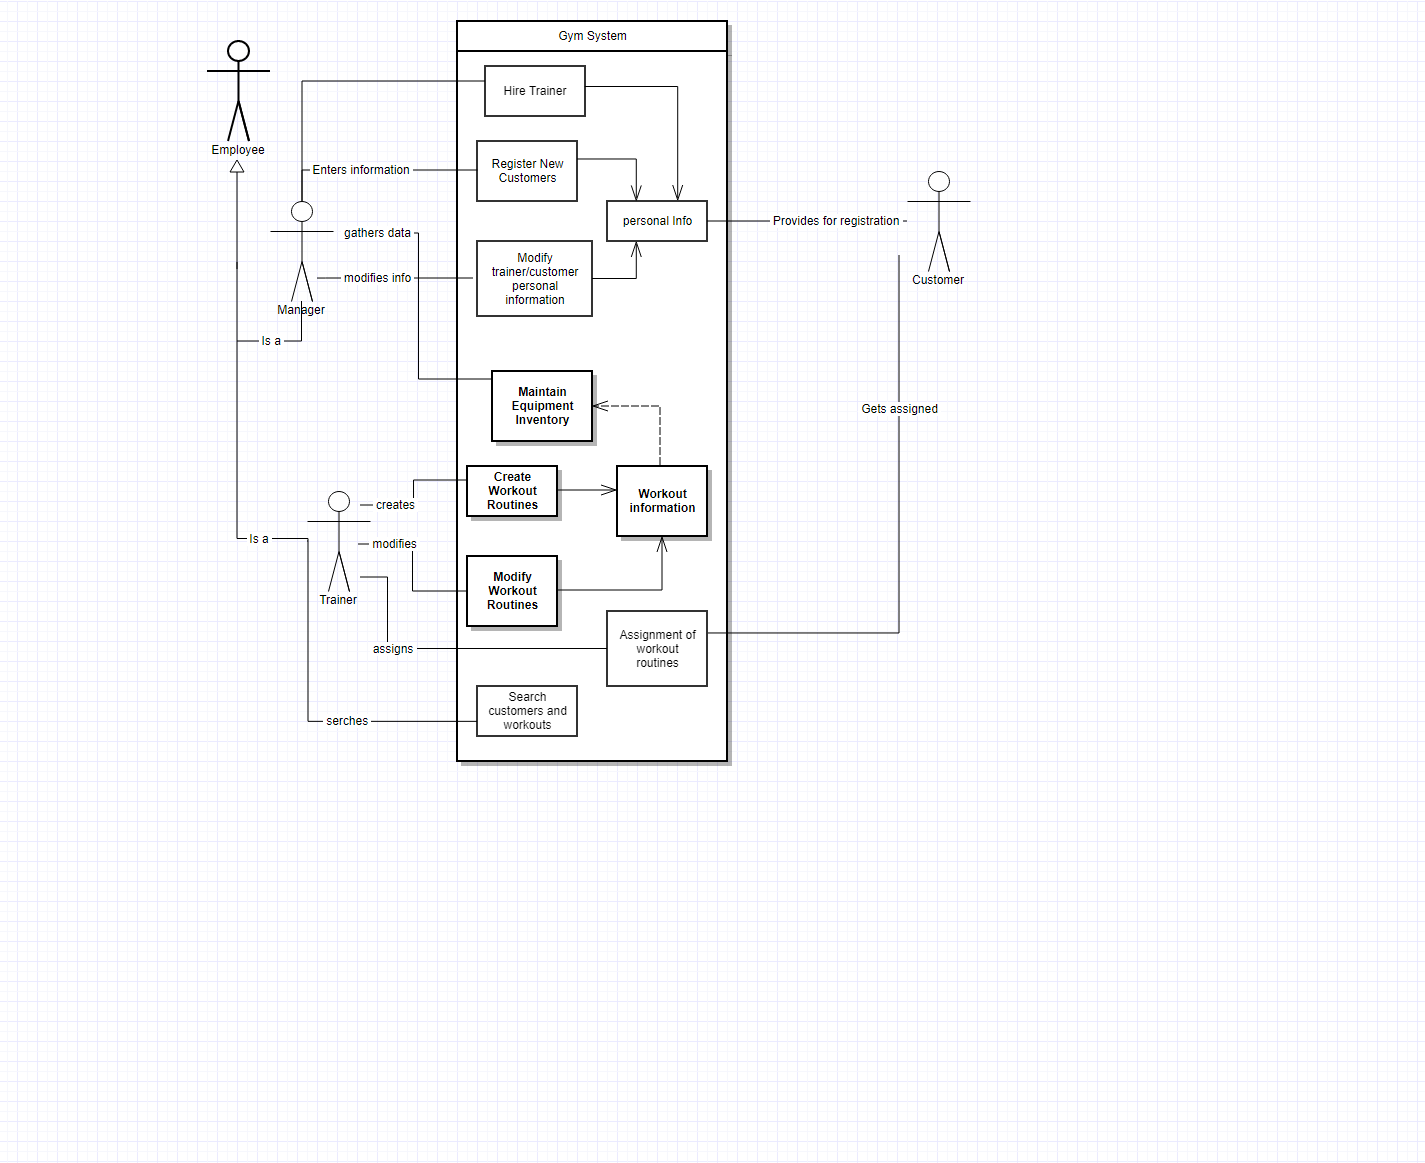 Gym System
Hire Trainer
Employee
Enters information
Register New
Customers
personal Info
Provides for registration
gathers data
modifies info
Modify
trainer/customer
personal
information
Customer
Manager
Is a
Maintain
Equipment
Inventory
Gets assigned
creates
Create
Workout
Routines
Workout
information
Is a
modifies
Trainer
Modify
Workout
Routines
assigns
Assignment of
workout
routines
serches
Search
customers and
workouts